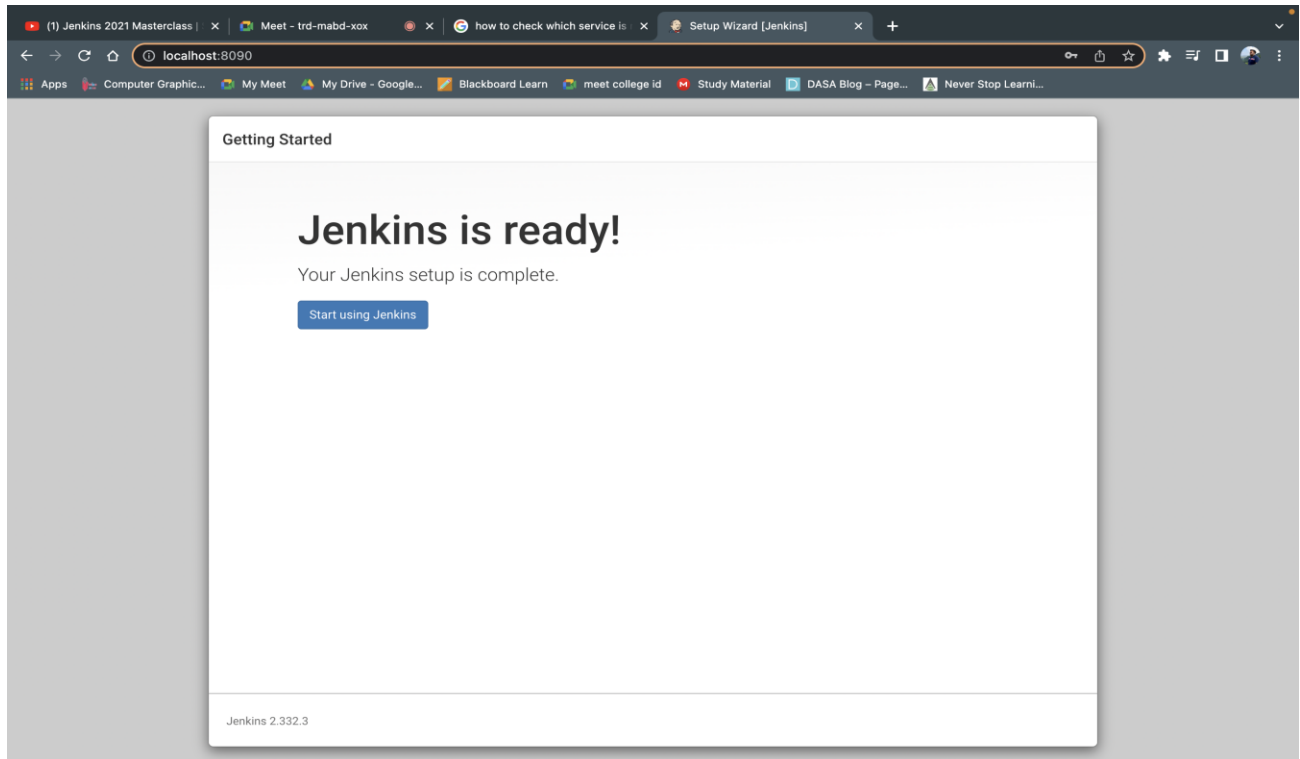 (1) Jenkins 2021 Masterclass |
Meet - trd-mabd-xox
how to check which service is
Setup Wizard [Jenkins]
localhost:8090
Apps
Computer Graphic...
My Meet
My Drive - Google...
Blackboard Learn
meet college id
Study Material
DASA Blog – Page...
Never Stop Learni...
Getting Started
Jenkins is ready!
Your Jenkins setup is complete.
Start using Jenkins
Jenkins 2.332.3